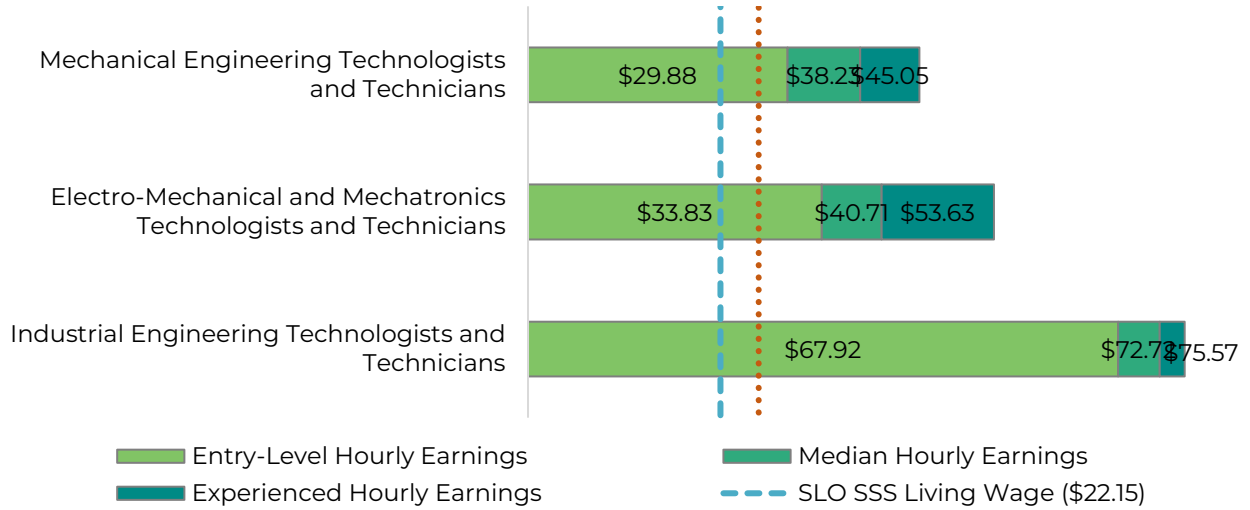 Mechanical Engineering Technologists
and Technicians
$29.88 $38.23 $45.05
Electro-Mechanical and Mechatronics
Technologists and Technicians
$33.83 $40.71 $53.63
Industrial Engineering Technologists and
Technicians
$67.92 $72.72 $75.57
Entry-Level Hourly Earnings
Median Hourly Earnings
Experienced Hourly Earnings
SLO SSS Living Wage ($22.15)